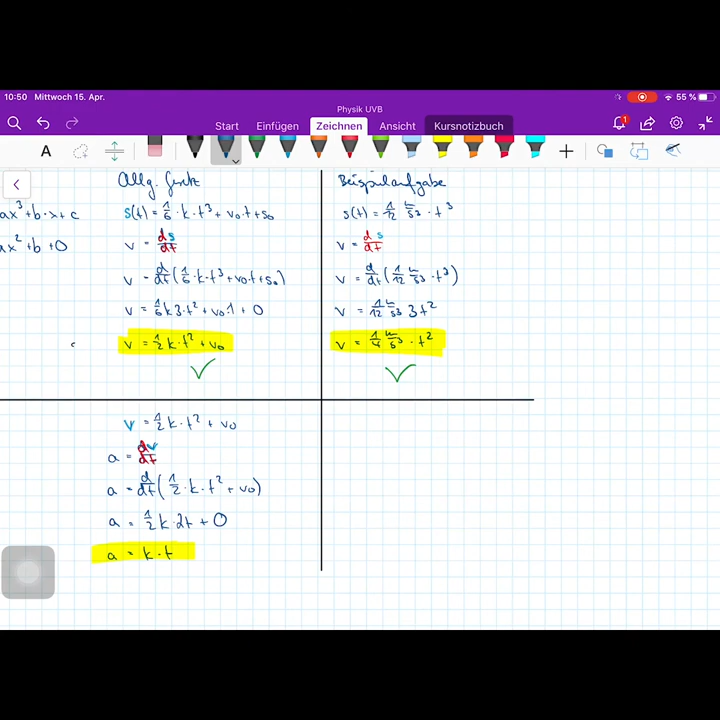 10:50 Mittwoch 15. Apr.
55 %
Physik UVB
Start Einfügen Zeichnen Ansicht Kursnotizbuch
1
A
Allg. Gesetz
ax³ + b · x + c
s(t) = 1/6 · k · t³ + v₀ · t + s₀
ax² + b + 0
v = ds/dt
v = d/dt (1/6 · k · t³ + v₀ · t + s₀)
v = 1/6 k 3 · t² + v₀ · 1 + 0
v = 1/2 k · t² + v₀
Beispielaufgabe
s(t) = 1/12 m/s³ · t³
v = ds/dt
v = d/dt (1/12 m/s³ · t³)
v = 1/12 m/s³ 3t²
v = 1/4 m/s³ · t²
v = 1/2 k · t² + v₀
a = dv/dt
a = d/dt (1/2 · k · t² + v₀)
a = 1/2 k · 2t + 0
a = k · t